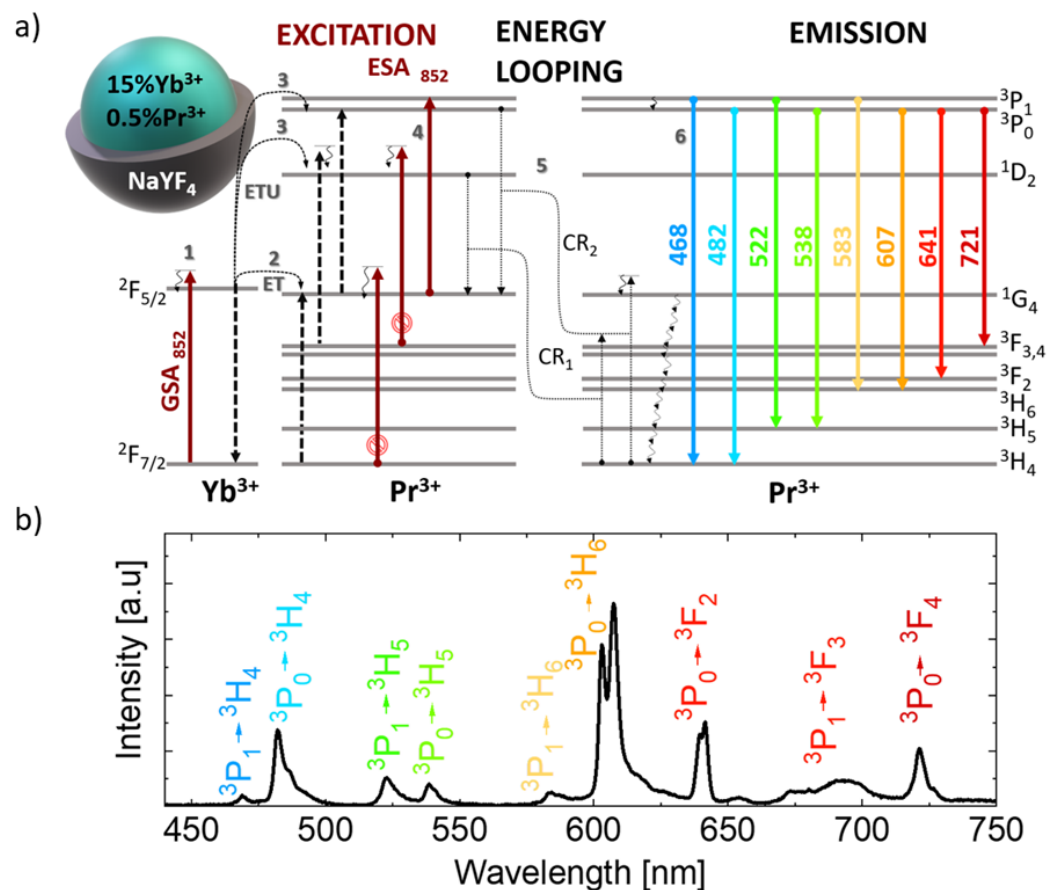 a)
EXCITATION
ENERGY
LOOPING
EMISSION
15%Yb³⁺
0.5%Pr³⁺
NaYF₄
ESA ₈₅₂
3
3
4
ETU
1
2
ET
5
6
²F₅/₂
²F₇/₂
GSA ₈₅₂
CR₂
CR₁
468
482
522
538
583
607
641
721
³P₁
³P₀
¹D₂
¹G₄
³F₃,₄
³F₂
³H₆
³H₅
³H₄
Yb³⁺
Pr³⁺
Pr³⁺
b)
Intensity [a.u]
³P₁→³H₄
³P₀→³H₄
³P₁→³H₅
³P₀→³H₅
³P₁→³H₆
³P₀→³H₆
³P₀→³F₂
³P₁→³F₃
³P₀→³F₄
450 500 550 600 650 700 750
Wavelength [nm]